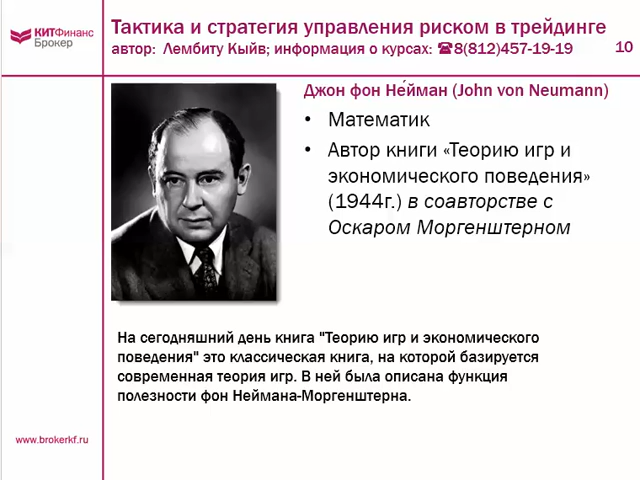 КИТФинанс
Брокер
Тактика и стратегия управления риском в трейдинге
автор: Лембиту Кыйв; информация о курсах: ☎8(812)457-19-19
10
Джон фон Не́йман (John von Neumann)
• Математик
• Автор книги «Теорию игр и
экономического поведения»
(1944г.) в соавторстве с
Оскаром Моргенштерном
На сегодняшний день книга "Теорию игр и экономического
поведения" это классическая книга, на которой базируется
современная теория игр. В ней была описана функция
полезности фон Неймана-Моргенштерна.
www.brokerkf.ru